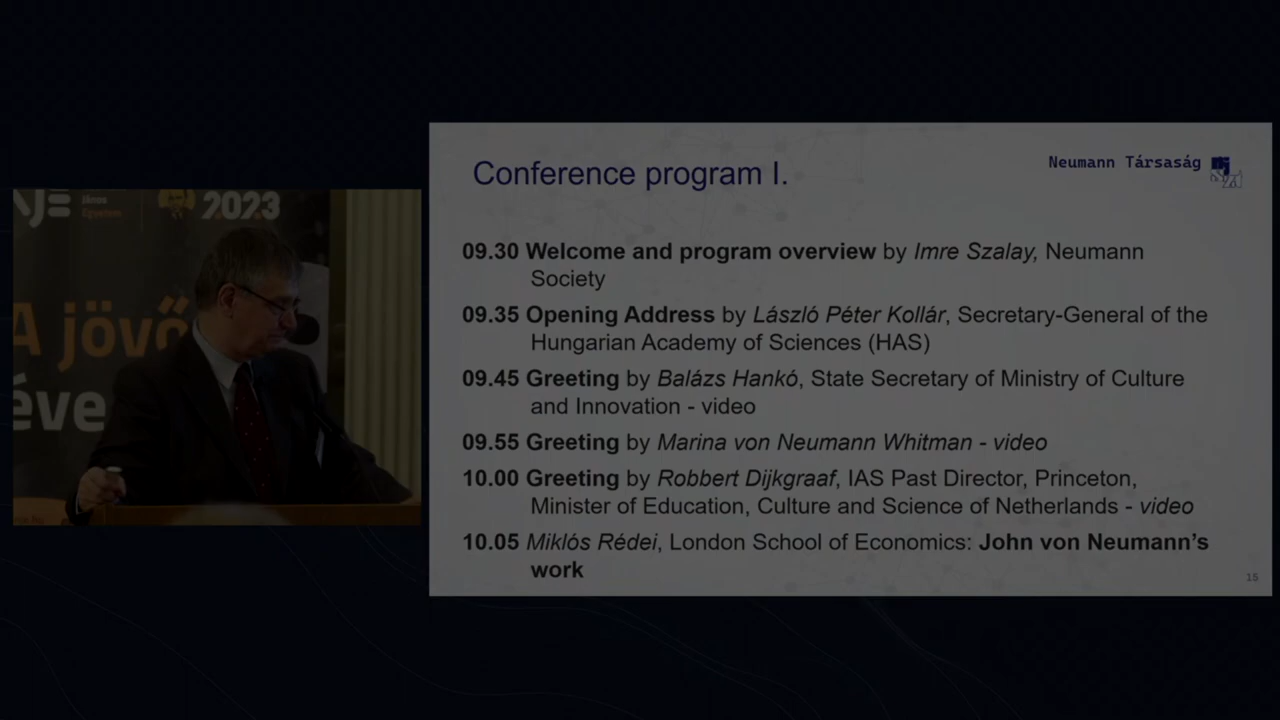 János
Egyetem
2023
A jövő
éve
Conference program I.
Neumann Társaság
09.30 Welcome and program overview by Imre Szalay, Neumann
Society
09.35 Opening Address by László Péter Kollár, Secretary-General of the
Hungarian Academy of Sciences (HAS)
09.45 Greeting by Balázs Hankó, State Secretary of Ministry of Culture
and Innovation - video
09.55 Greeting by Marina von Neumann Whitman - video
10.00 Greeting by Robbert Dijkgraaf, IAS Past Director, Princeton,
Minister of Education, Culture and Science of Netherlands - video
10.05 Miklós Rédei, London School of Economics: John von Neumann's
work
15